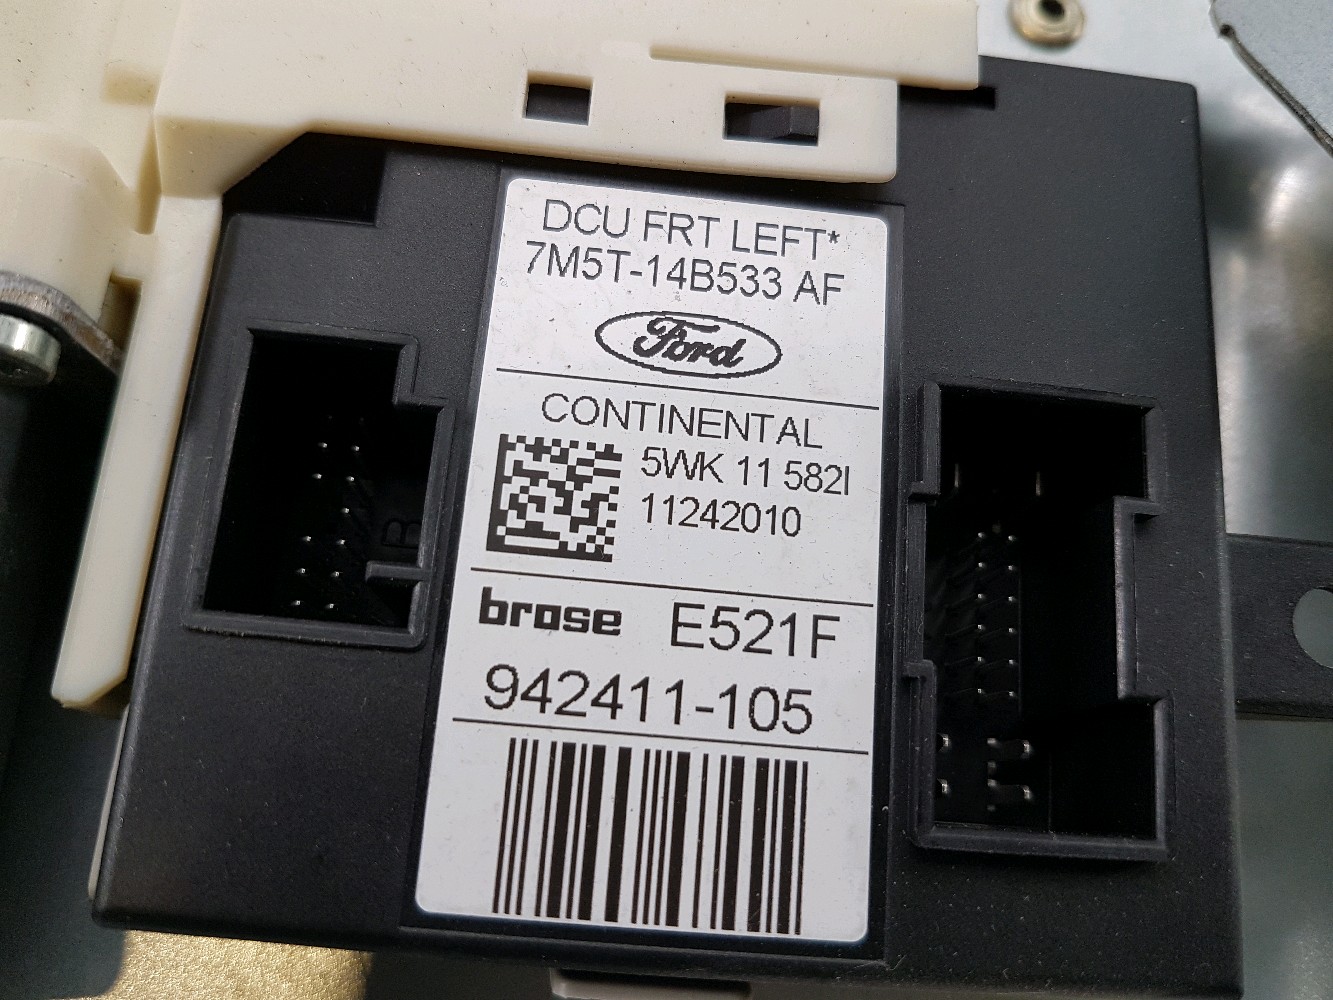 DCU FRT LEFT*
7M5T-14B533 AF
Ford
CONTINENTAL
5WK 11 582I
11242010
brose E521F
942411-105
B